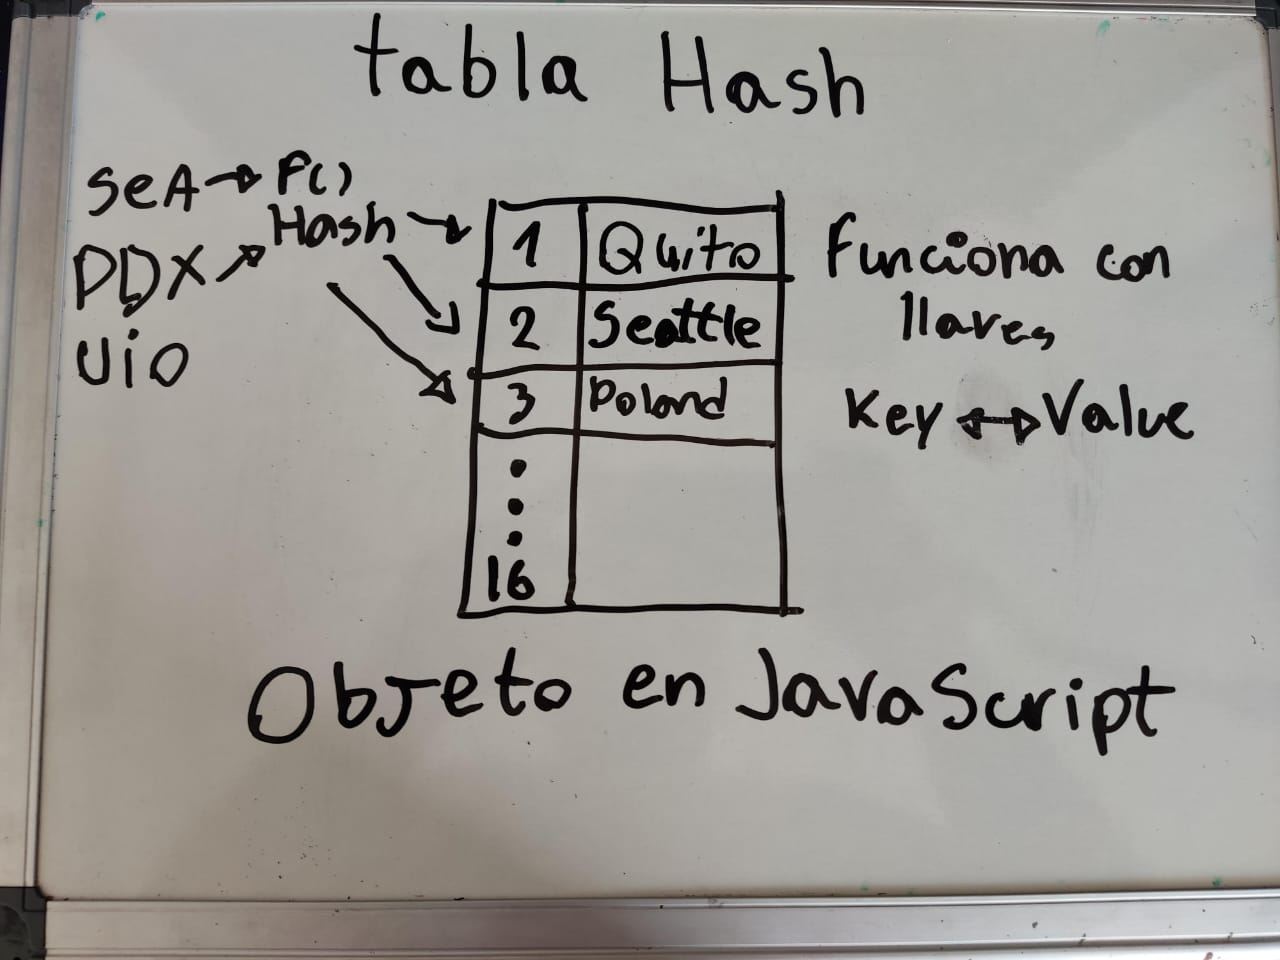 tabla Hash
SeA → F()
Hash
PDX
UiO
1 Quito
2 Seattle
3 Poland
16
Funciona con
llaves
Key ↔ Value
Objeto en JavaScript